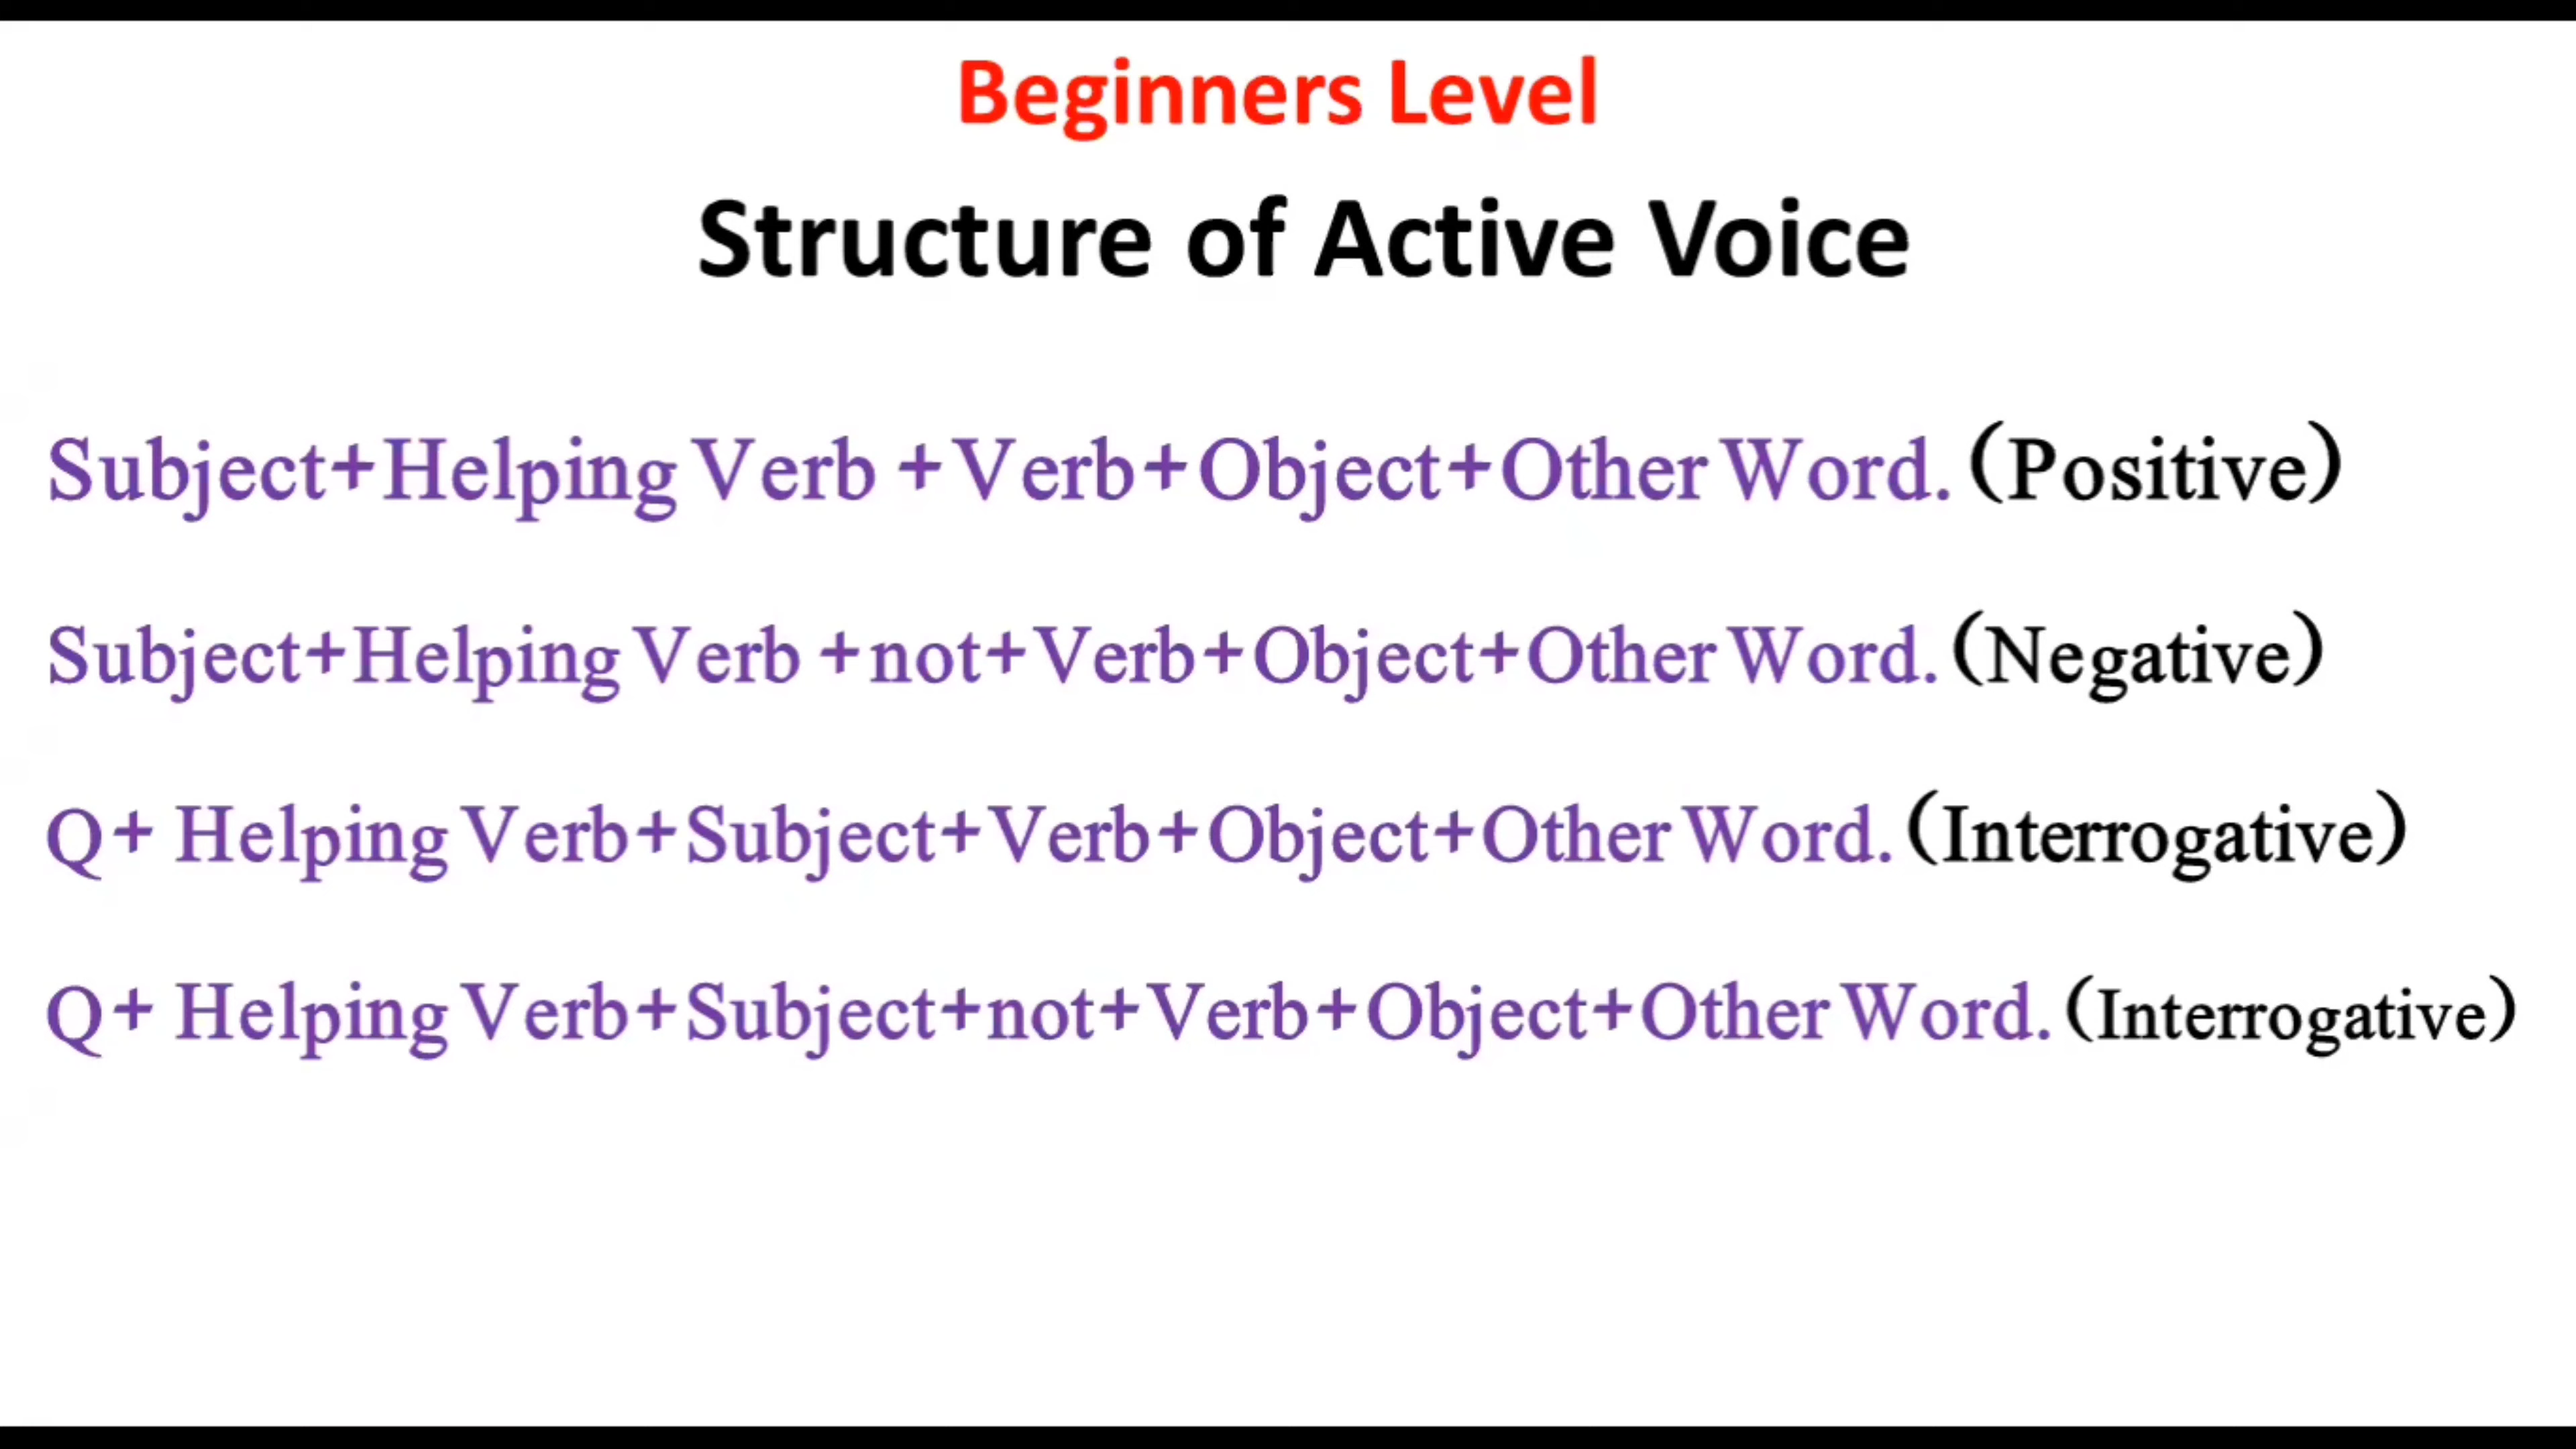 Beginners Level
Structure of Active Voice
Subject+Helping Verb +Verb+Object+Other Word. (Positive)
Subject+Helping Verb +not+Verb+Object+Other Word. (Negative)
Q+ Helping Verb+Subject+Verb+Object+Other Word. (Interrogative)
Q+ Helping Verb+Subject+not+Verb+Object+Other Word. (Interrogative)